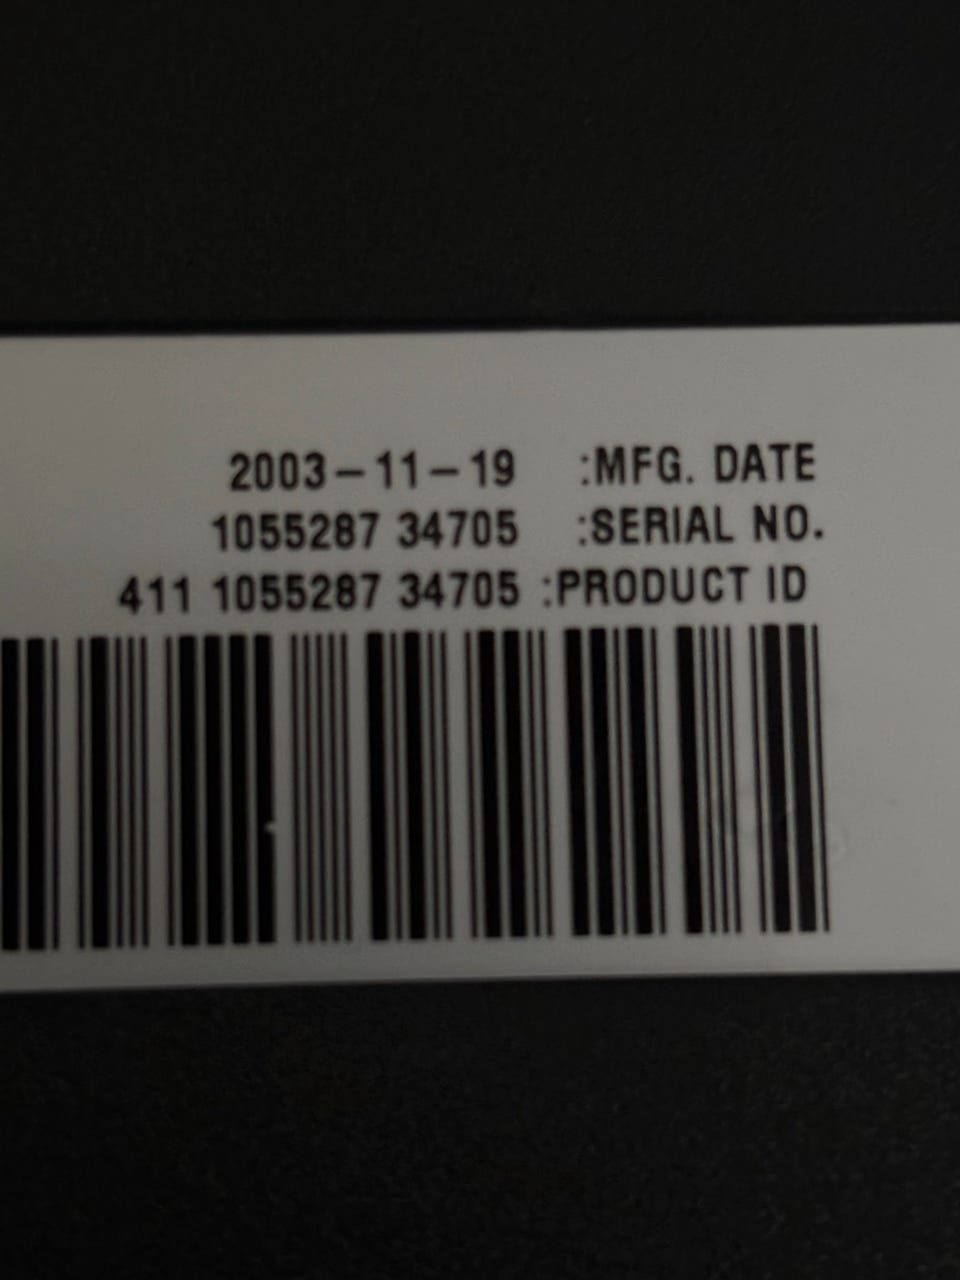 2003-11-19 :MFG. DATE
1055287 34705 :SERIAL NO.
411 1055287 34705 :PRODUCT ID